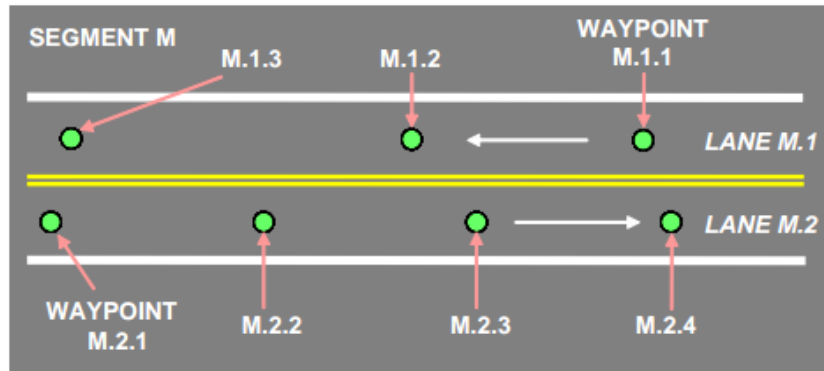 SEGMENT M
WAYPOINT
M.1.1
M.1.3
M.1.2
LANE M.1
LANE M.2
WAYPOINT
M.2.1
M.2.2
M.2.3
M.2.4